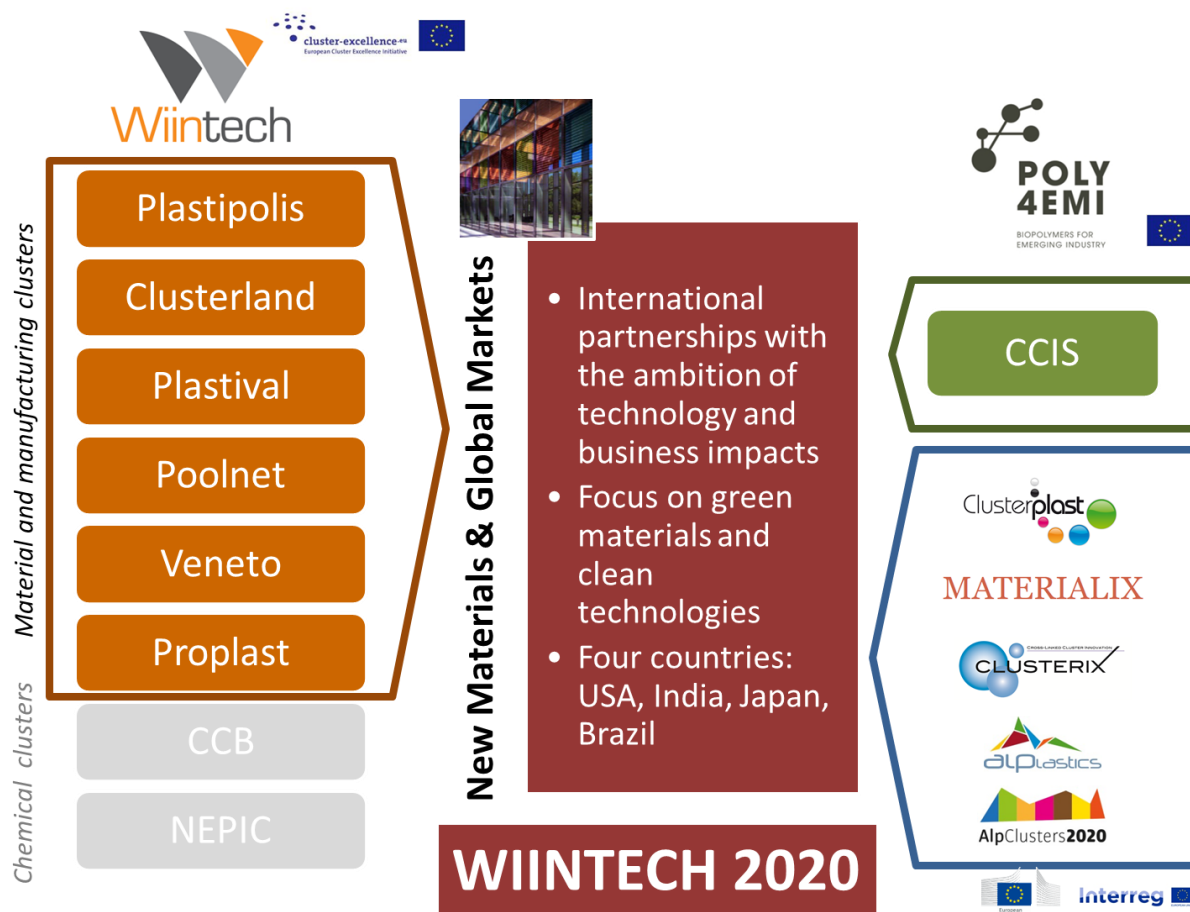 cluster-excellence.eu
European Cluster Excellence Initiative
Wiintech
Material and manufacturing clusters
Plastipolis
Clusterland
Plastival
Poolnet
Veneto
Proplast
Chemical clusters
CCB
NEPIC
New Materials & Global Markets
• International
partnerships with
the ambition of
technology and
business impacts
• Focus on green
materials and
clean
technologies
• Four countries:
USA, India, Japan,
Brazil
WIINTECH 2020
POLY
4EMI
BIOPOLYMERS FOR
EMERGING INDUSTRY
CCIS
Clusterplast
MATERIALIX
CROSS-LINKED CLUSTER INNOVATION
CLUSTERIX
alPlastics
AlpClusters2020
European
Interreg